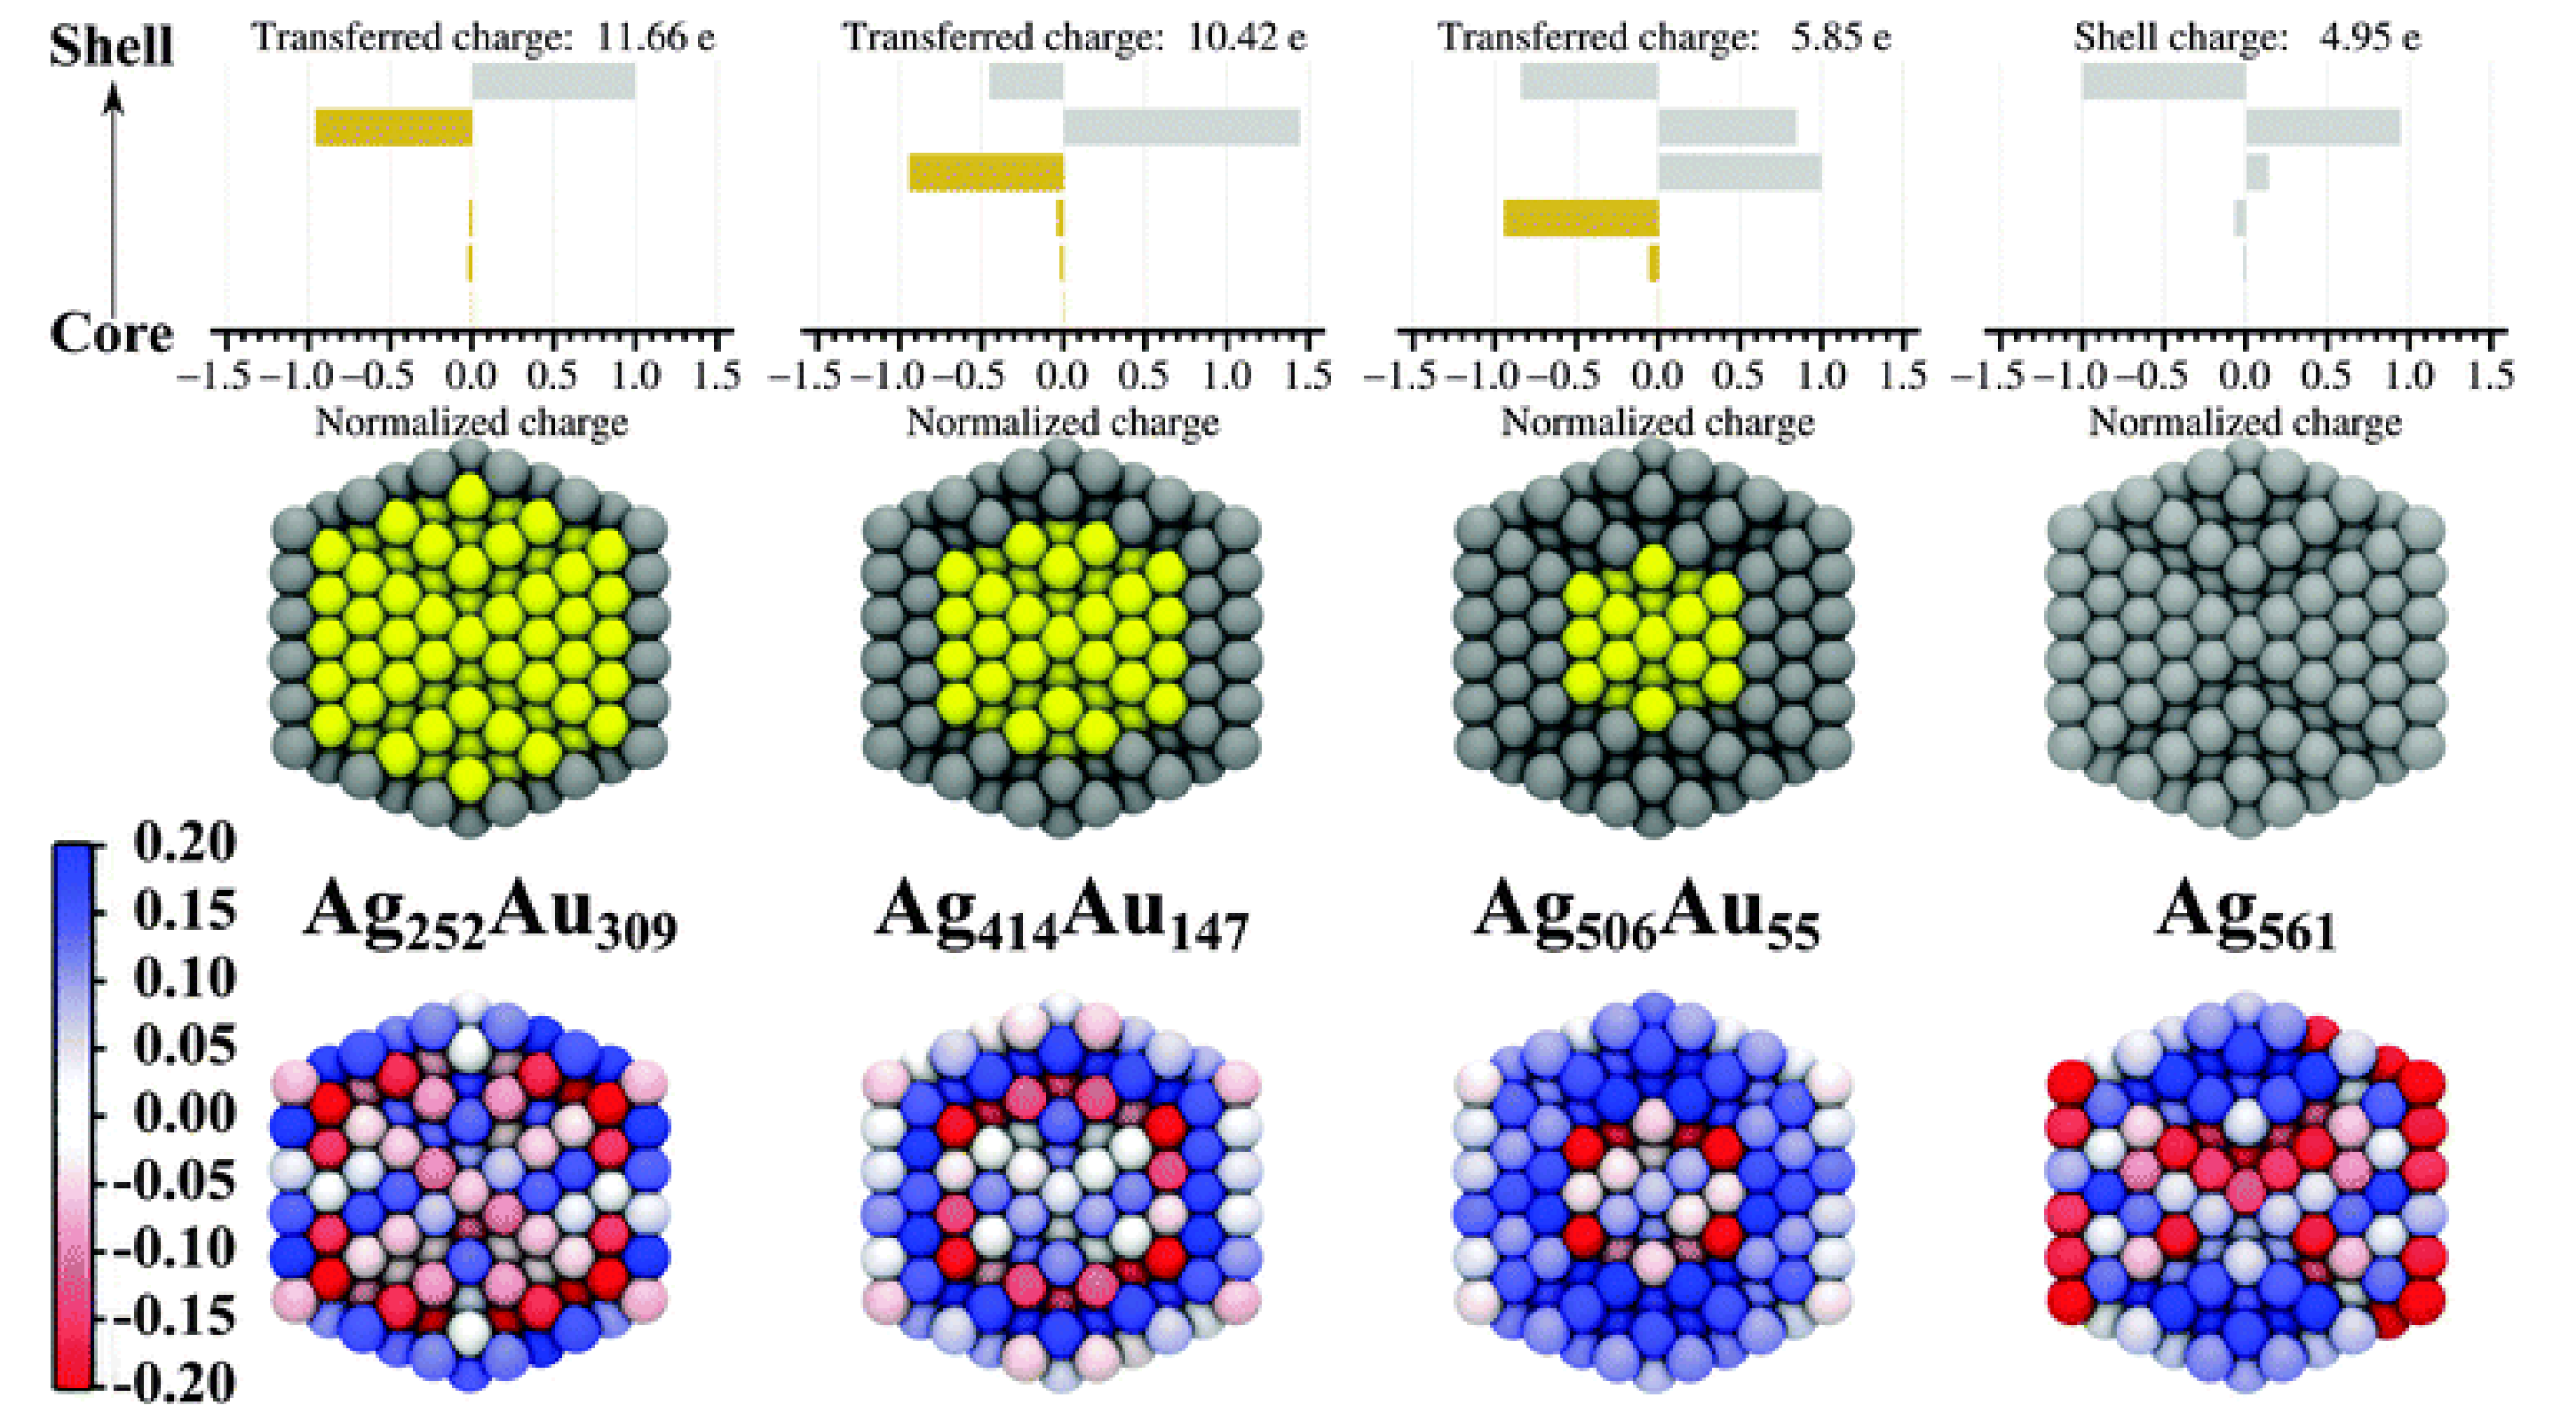 Shell
Transferred charge: 11.66 e
Transferred charge: 10.42 e
Transferred charge: 5.85 e
Shell charge: 4.95 e
Core
−1.5 −1.0 −0.5 0.0 0.5 1.0 1.5
−1.5 −1.0 −0.5 0.0 0.5 1.0 1.5
−1.5 −1.0 −0.5 0.0 0.5 1.0 1.5
−1.5 −1.0 −0.5 0.0 0.5 1.0 1.5
Normalized charge
Normalized charge
Normalized charge
Normalized charge
Ag₂₅₂Au₃₀₉
Ag₄₁₄Au₁₄₇
Ag₅₀₆Au₅₅
Ag₅₆₁
0.20
0.15
0.10
0.05
0.00
-0.05
-0.10
-0.15
-0.20